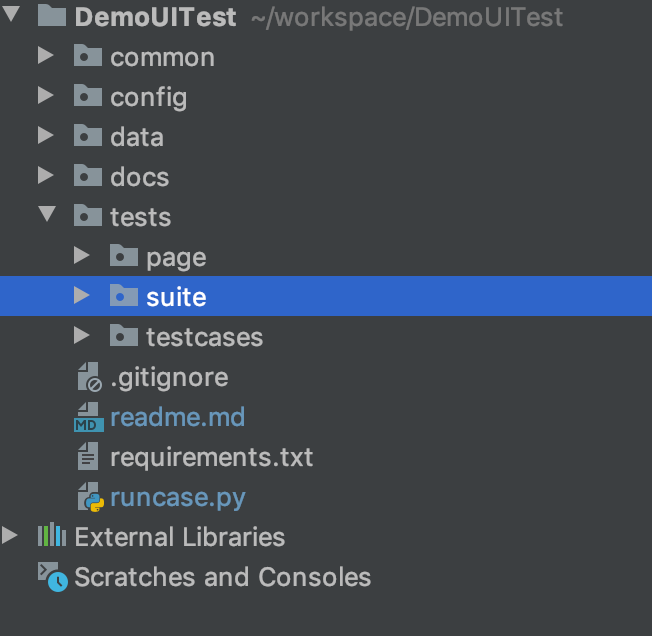 DemoUITest ~/workspace/DemoUITest
common
config
data
docs
tests
page
suite
testcases
.gitignore
MD readme.md
requirements.txt
runcase.py
External Libraries
Scratches and Consoles